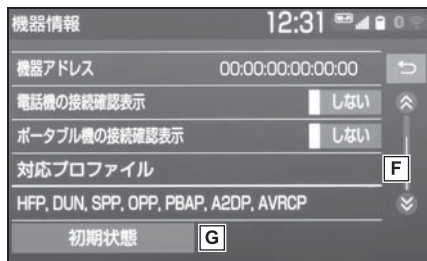 機器情報 12:31 Wi-Fi 0
機器アドレス 00:00:00:00:00:00
電話機の接続確認表示 しない
ポータブル機の接続確認表示 しない
対応プロファイル F
HFP, DUN, SPP, OPP, PBAP, A2DP, AVRCP
初期状態 G